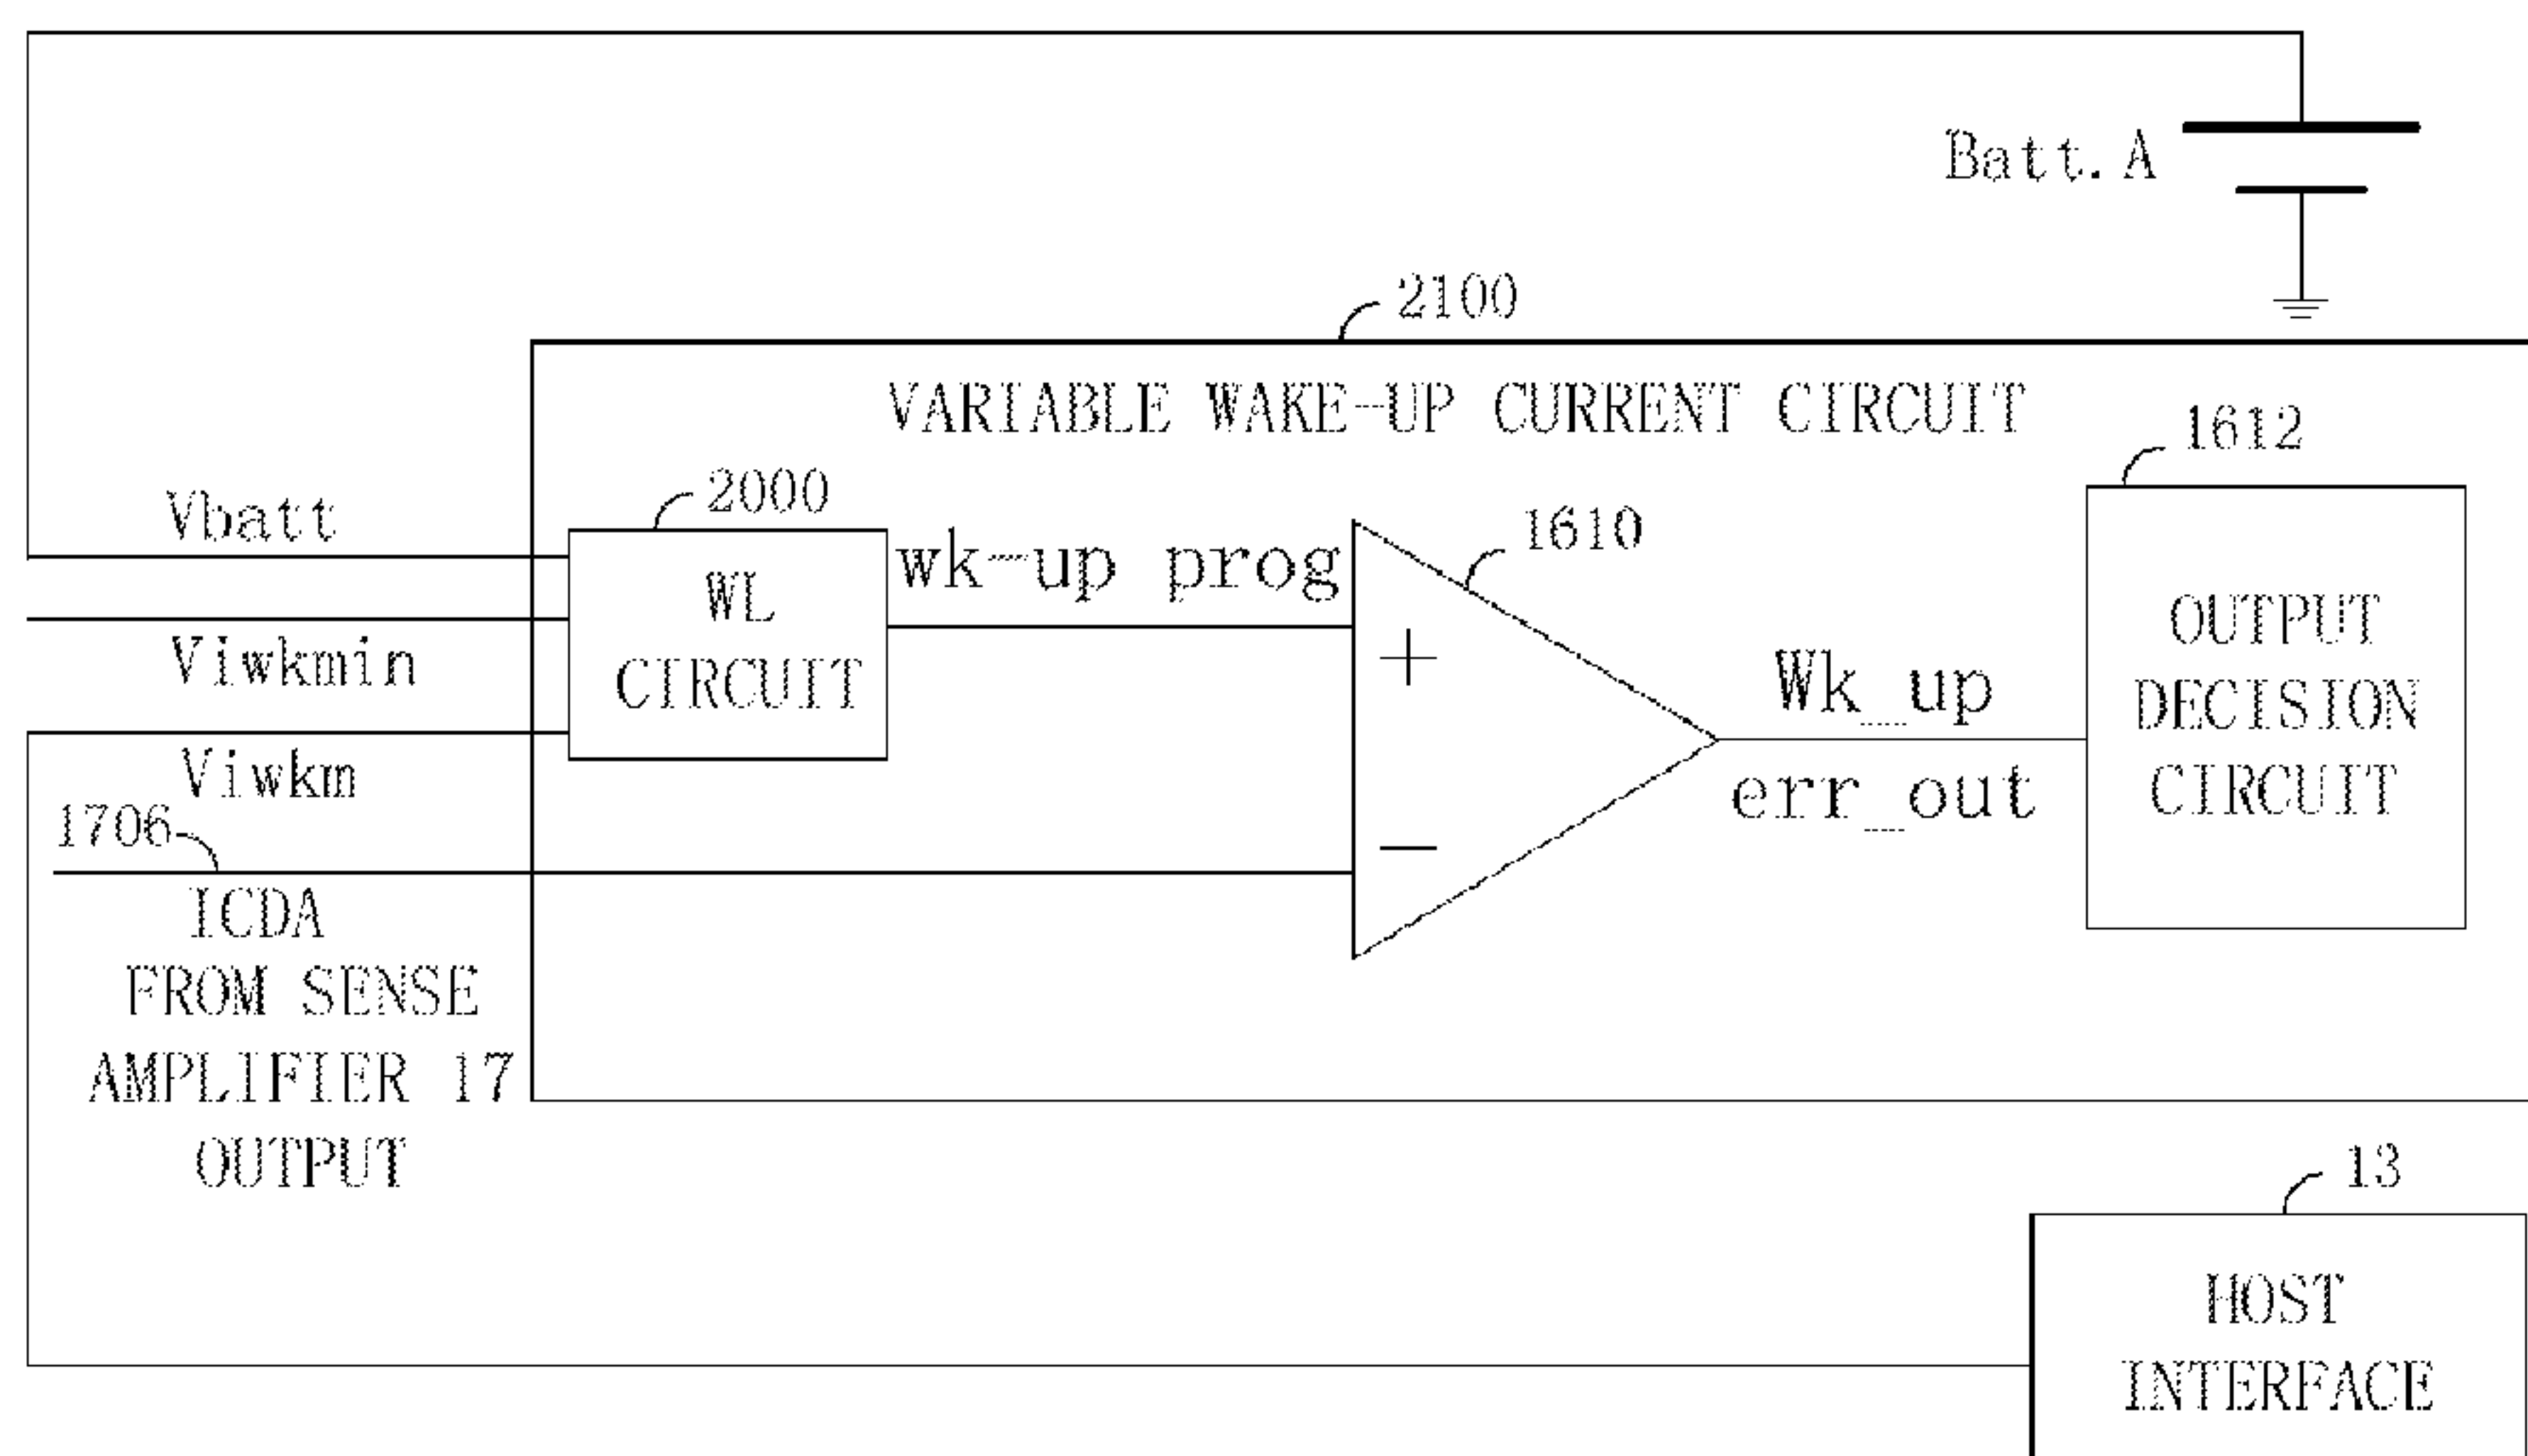 Batt.A
2100
VARIABLE WAKE-UP CURRENT CIRCUIT
1612
2000
Vbatt
1610
wk-up prog
WL
CIRCUIT
Viwkmin
+
Wk_up
err_out
OUTPUT
DECISION
CIRCUIT
Viwkm
1706
−
ICDA
FROM SENSE
AMPLIFIER 17
OUTPUT
13
HOST
INTERFACE